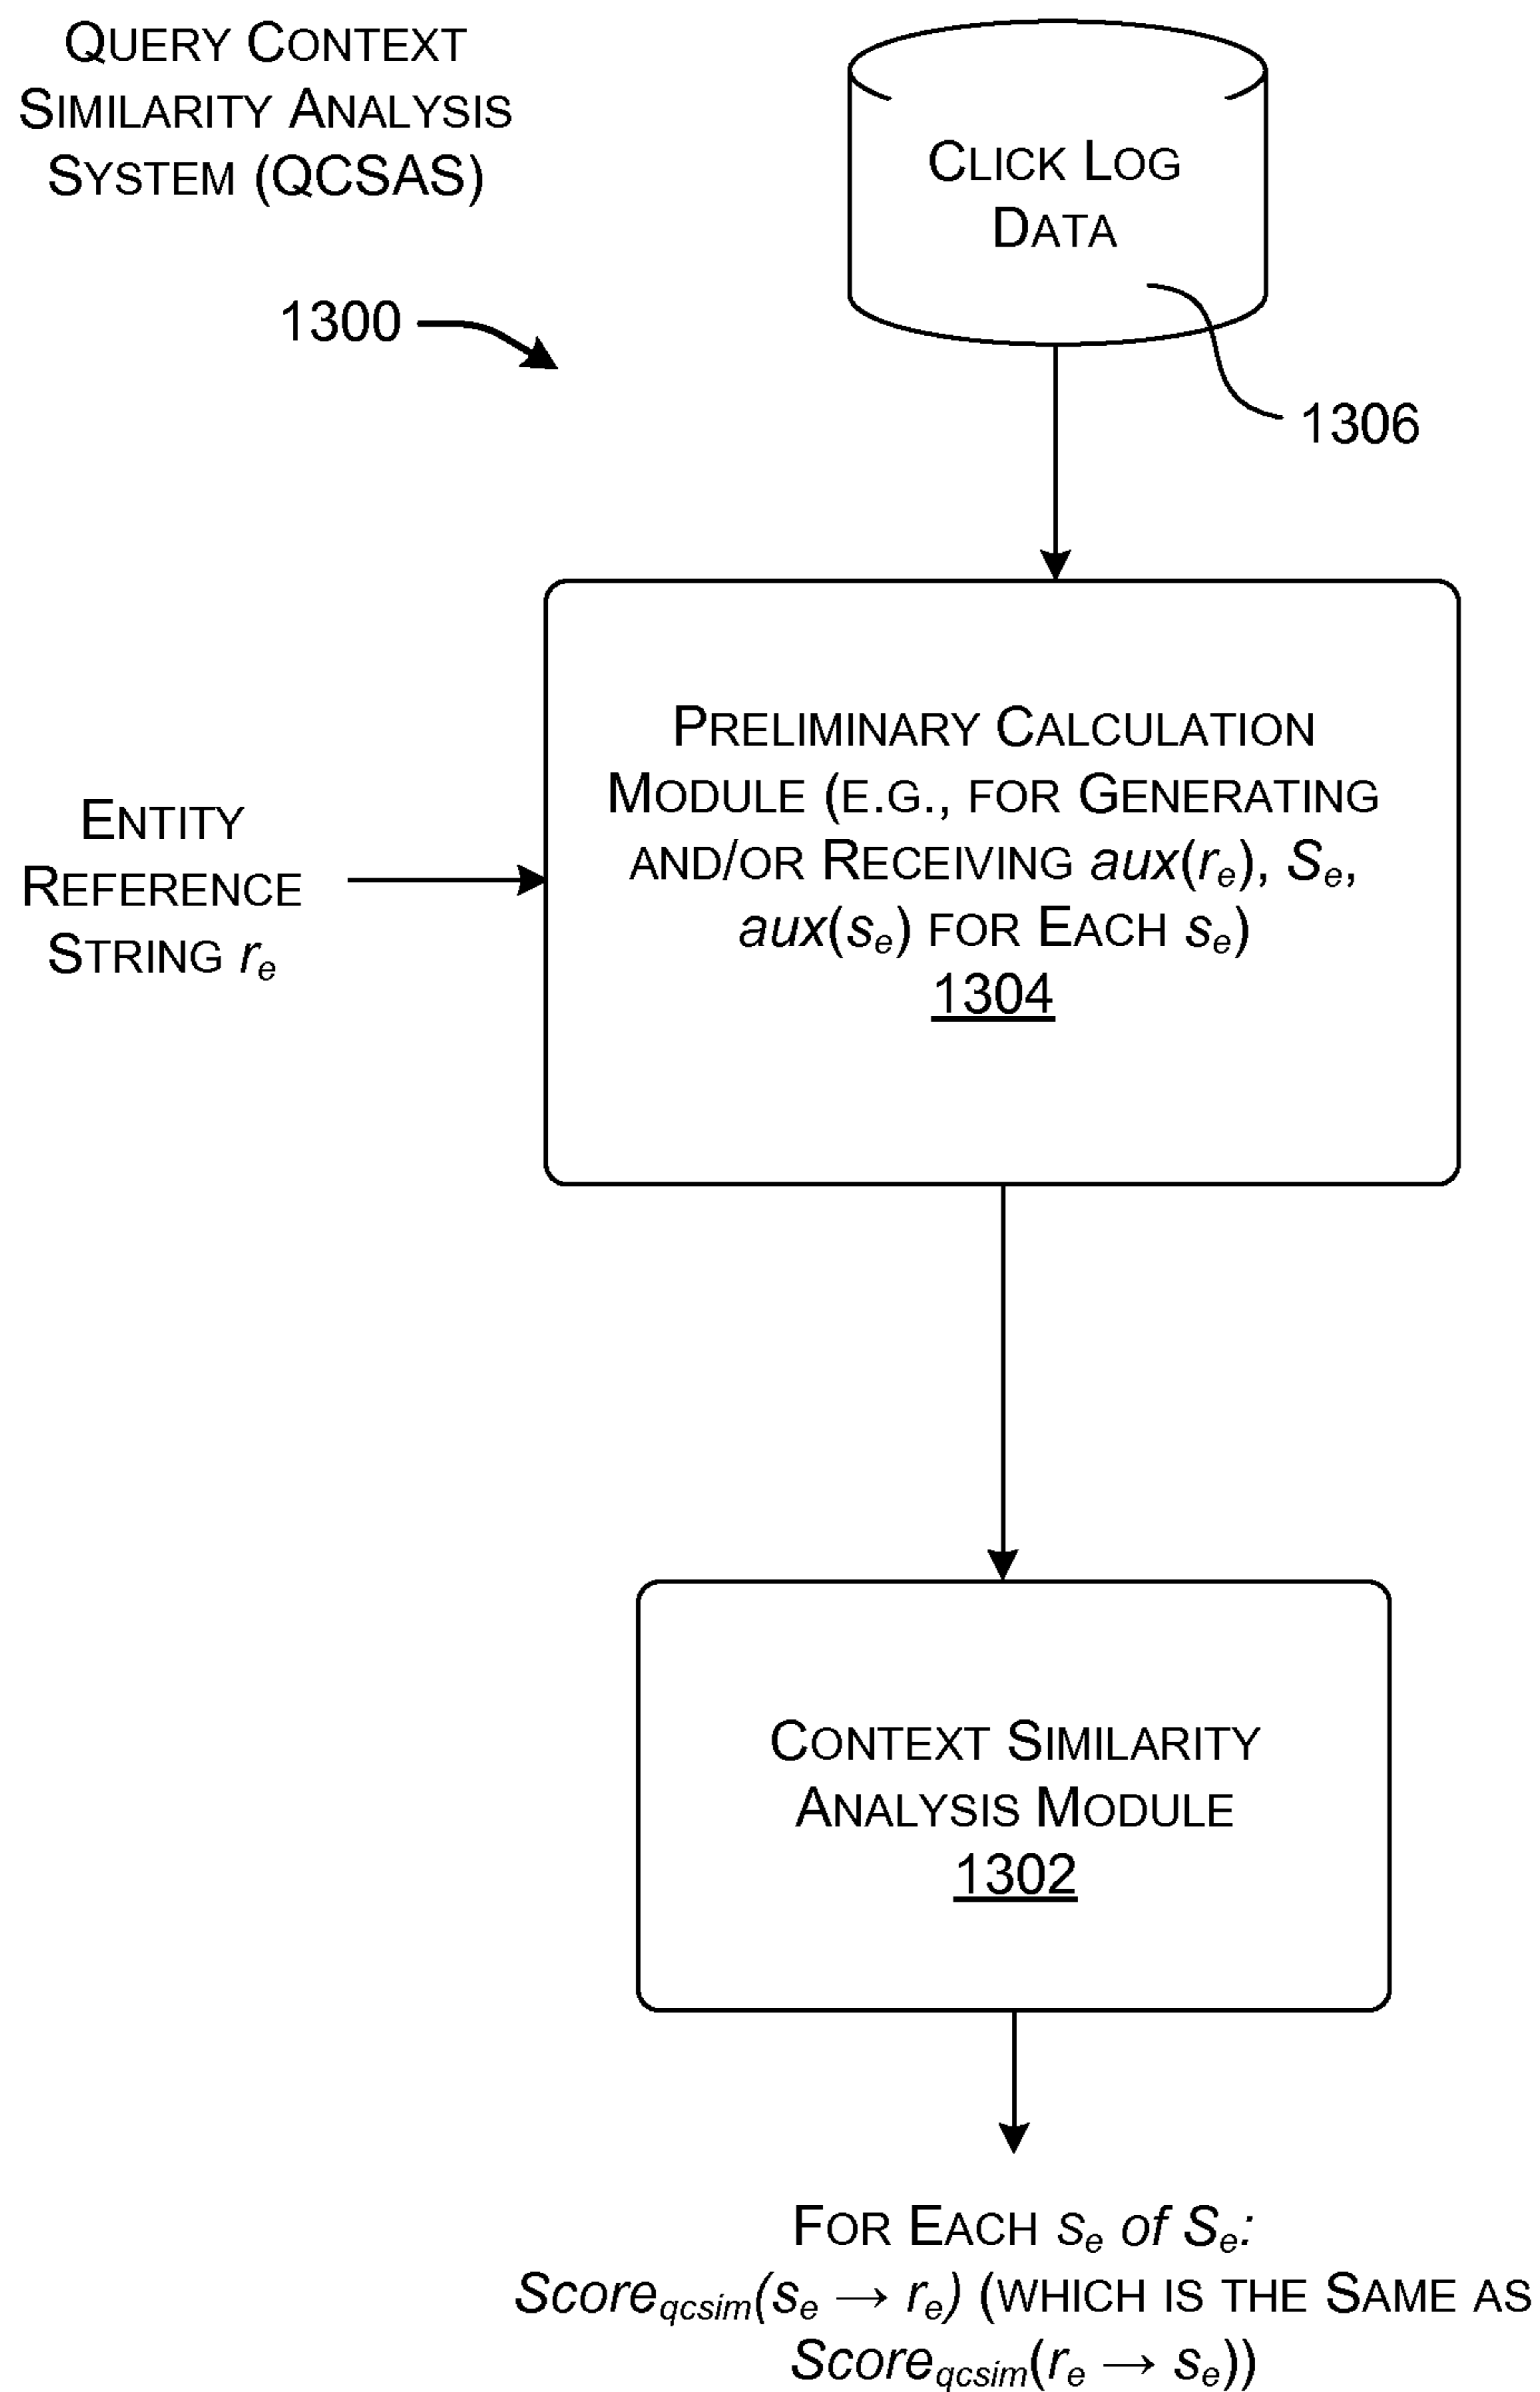 QUERY CONTEXT
SIMILARITY ANALYSIS
SYSTEM (QCSAS)
1300
CLICK LOG
DATA
1306
ENTITY
REFERENCE
STRING rₑ
PRELIMINARY CALCULATION
MODULE (E.G., FOR GENERATING
AND/OR RECEIVING aux(rₑ), Sₑ,
aux(sₑ) FOR EACH sₑ)
1304
CONTEXT SIMILARITY
ANALYSIS MODULE
1302
FOR EACH sₑ of Sₑ:
Score_qcsim(sₑ → rₑ) (WHICH IS THE SAME AS
Score_qcsim(rₑ → sₑ))